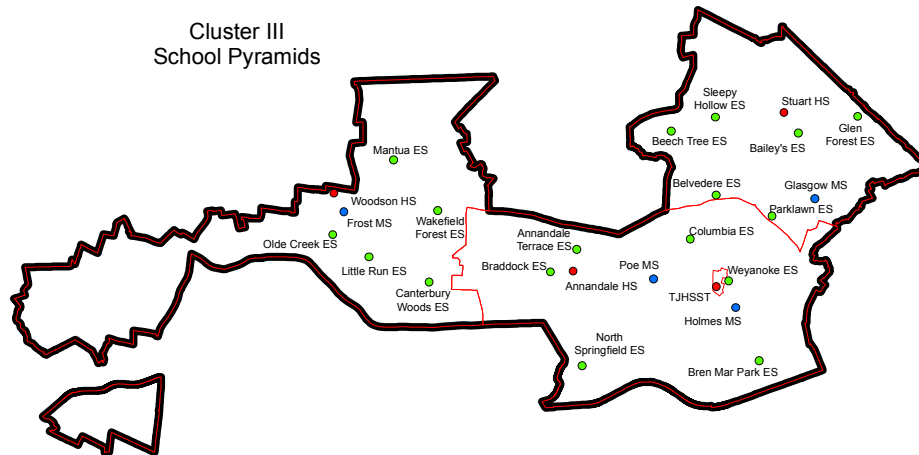 Cluster III
School Pyramids
Sleepy
Hollow ES
Stuart HS
Beech Tree ES
Bailey's ES
Glen
Forest ES
Mantua ES
Belvedere ES
Glasgow MS
Woodson HS
Frost MS
Wakefield
Forest ES
Parklawn ES
Olde Creek ES
Annandale
Terrace ES
Columbia ES
Little Run ES
Braddock ES
Annandale HS
Poe MS
Weyanoke ES
TJHSST
Canterbury
Woods ES
Holmes MS
North
Springfield ES
Bren Mar Park ES